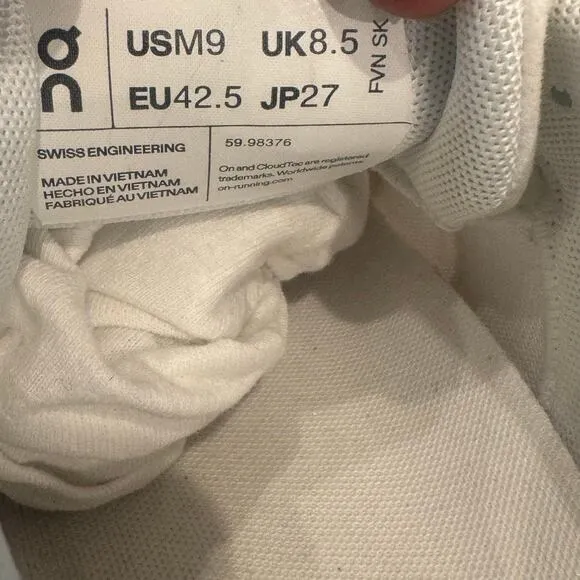 On
USM9 UK8.5
EU42.5 JP27
FVN SK
SWISS ENGINEERING
59.98376
MADE IN VIETNAM
HECHO EN VIETNAM
FABRIQUÉ AU VIETNAM
On and CloudTec are registered
trademarks. Worldwide patents.
on-running.com